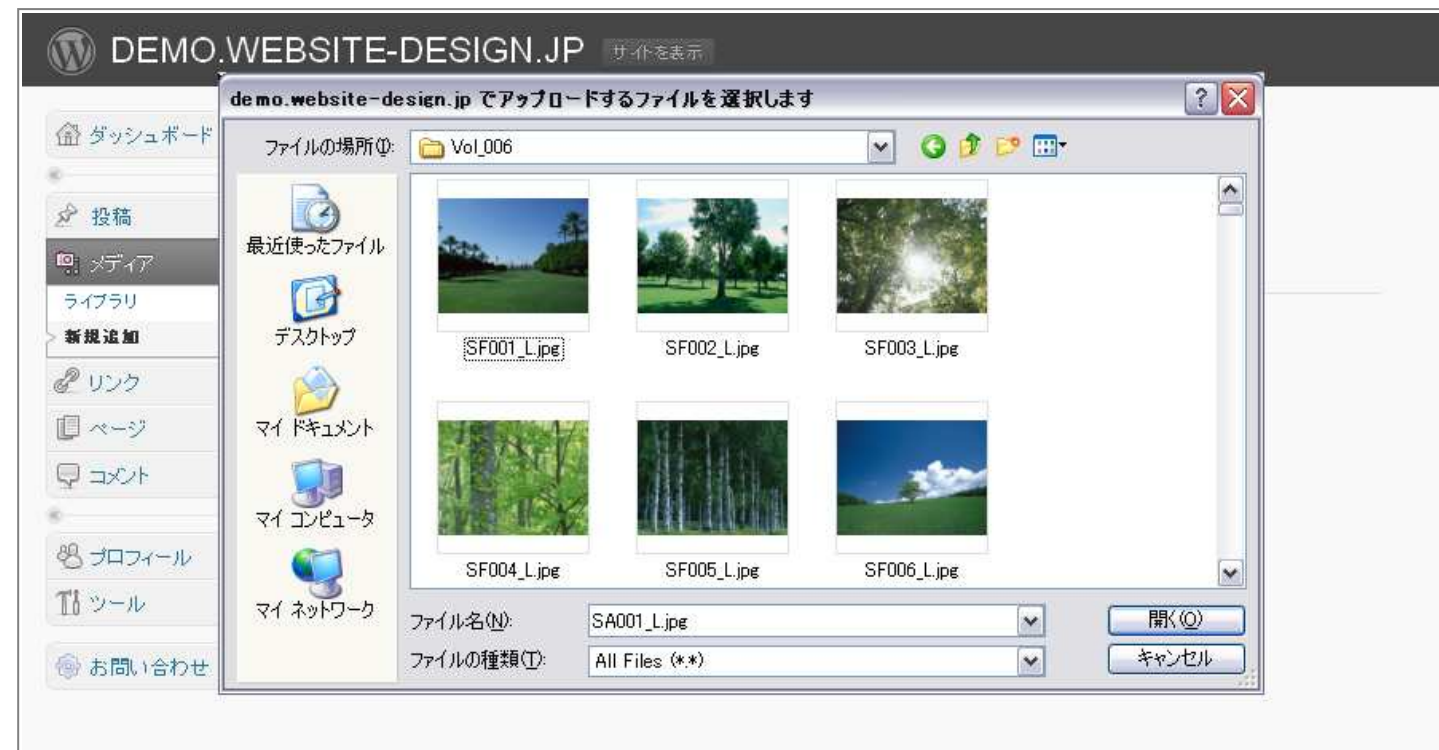 DEMO.WEBSITE-DESIGN.JP サイトを表示
demo.website-design.jp でアップロードするファイルを選択します
ダッシュボード
投稿
メディア
ライブラリ
新規追加
リンク
ページ
コメント
プロフィール
ツール
お問い合わせ
ファイルの場所(I):
Vol_006
最近使ったファイル
デスクトップ
マイ ドキュメント
マイ コンピュータ
マイ ネットワーク
SF001_L.jpg SF002_L.jpg SF003_L.jpg
SF004_L.jpg SF005_L.jpg SF006_L.jpg
ファイル名(N): SA001_L.jpg 開く(O)
ファイルの種類(T): All Files (*.*) キャンセル